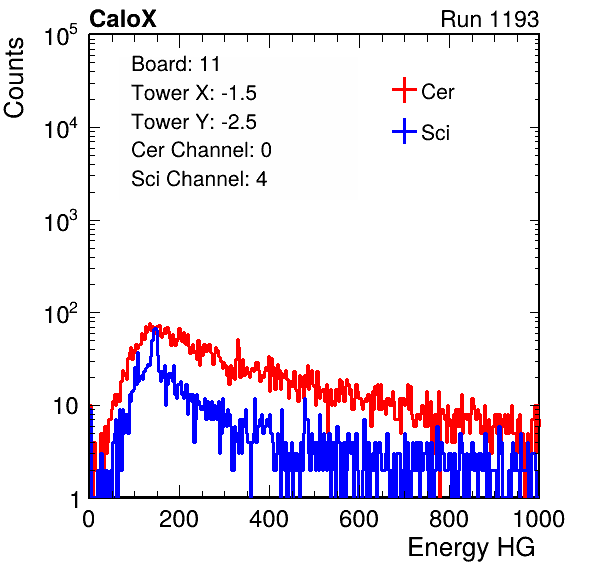 CaloX Run 1193
Counts
10^5
10^4
10^3
10^2
10
1
Board: 11
Tower X: -1.5
Tower Y: -2.5
Cer Channel: 0
Sci Channel: 4
Cer
Sci
0 200 400 600 800 1000
Energy HG